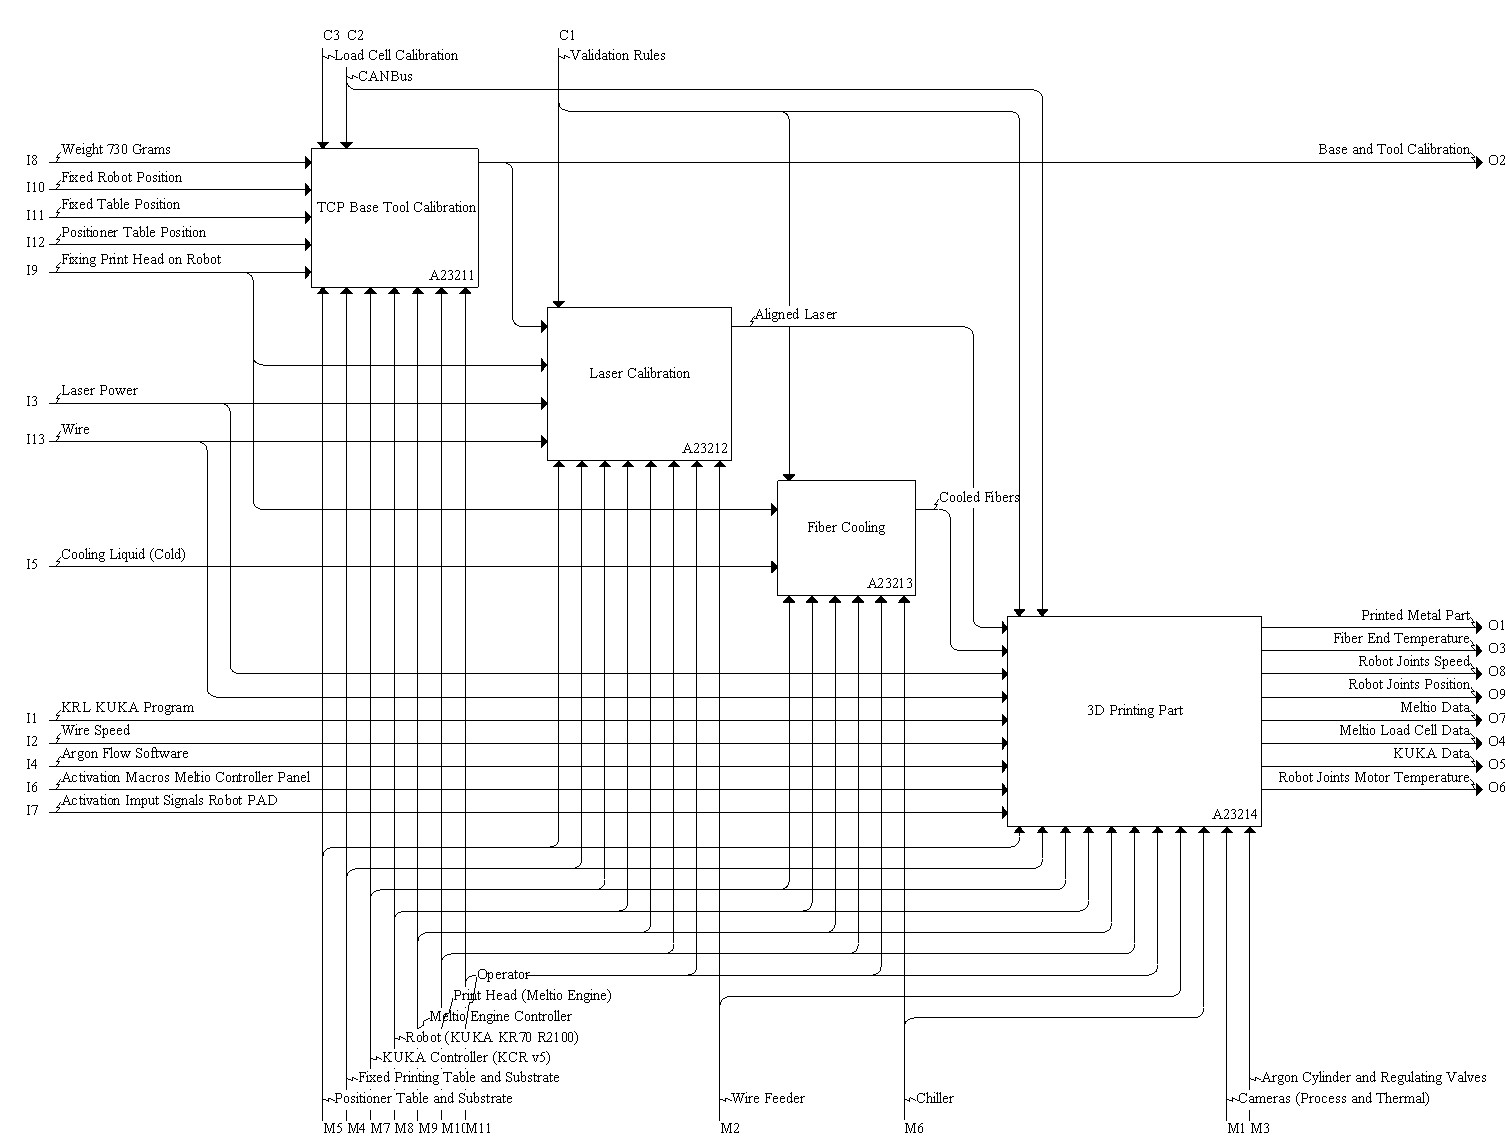 C3 C2 C1
Load Cell Calibration
Validation Rules
CANBus
I8 Weight 730 Grams
Base and Tool Calibration O2
I10 Fixed Robot Position
I11 Fixed Table Position
TCP Base Tool Calibration
I12 Positioner Table Position
I9 Fixing Print Head on Robot
A23211
Aligned Laser
Laser Calibration
I3 Laser Power
I13 Wire
A23212
Cooled Fibers
Fiber Cooling
I5 Cooling Liquid (Cold)
A23213
Printed Metal Part O1
Fiber End Temperature O3
Robot Joints Speed O8
Robot Joints Position O9
I1 KRL KUKA Program
3D Printing Part
Meltio Data O7
I2 Wire Speed
Meltio Load Cell Data O4
I4 Argon Flow Software
KUKA Data O5
I6 Activation Macros Meltio Controller Panel
Robot Joints Motor Temperature O6
I7 Activation Imput Signals Robot PAD
A23214
Operator
Print Head (Meltio Engine)
Meltio Engine Controller
Robot (KUKA KR70 R2100)
KUKA Controller (KCR v5)
Fixed Printing Table and Substrate
Argon Cylinder and Regulating Valves
Positioner Table and Substrate
Wire Feeder
Chiller
Cameras (Process and Thermal)
M5 M4 M7 M8 M9 M10 M11 M2 M6 M1 M3